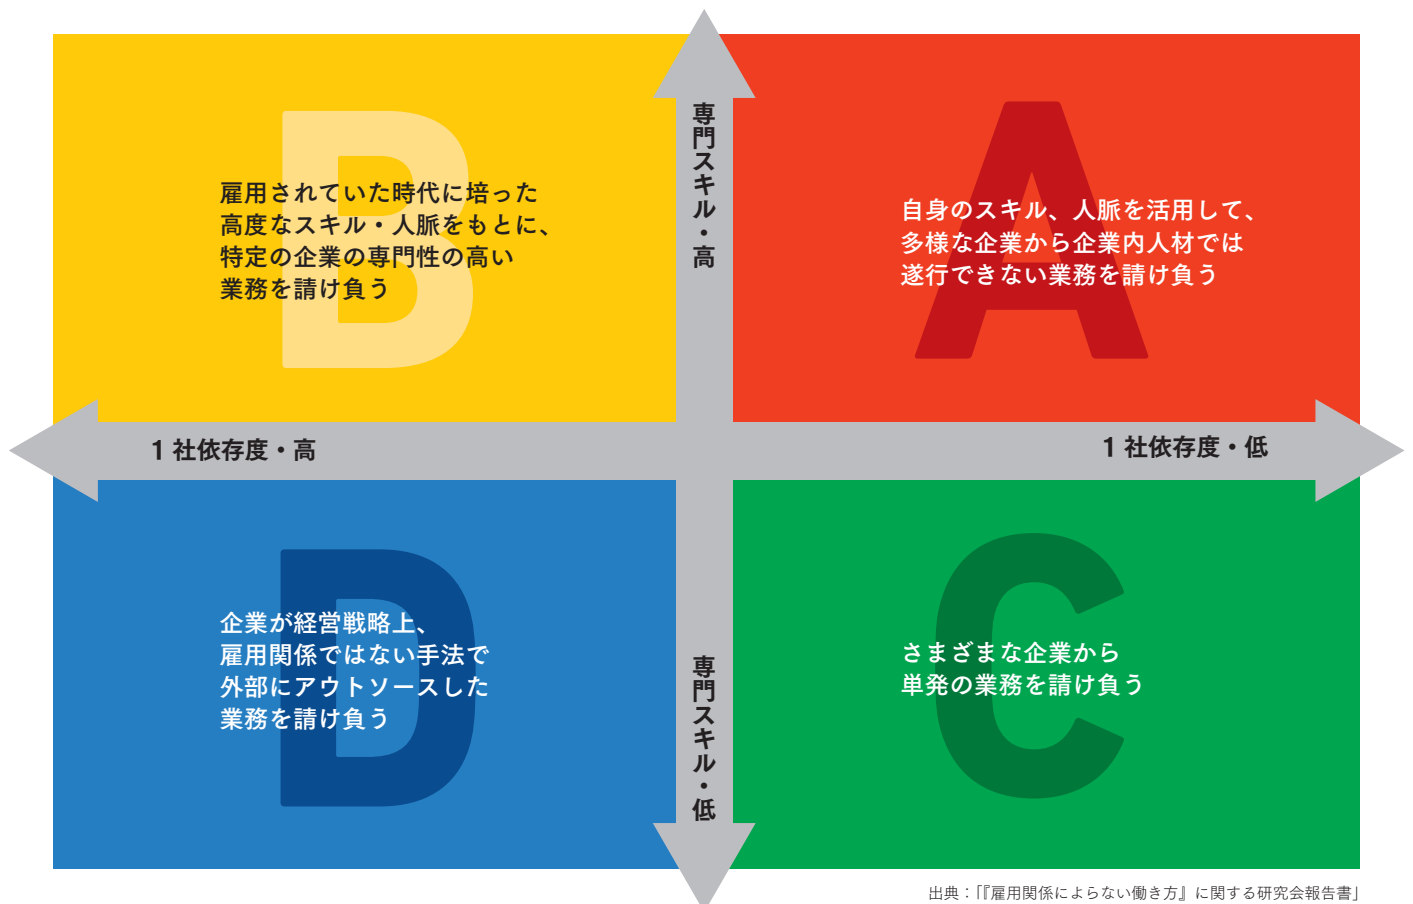 専門スキル・高
B
雇用されていた時代に培った
高度なスキル・人脈をもとに、
特定の企業の専門性の高い
業務を請け負う
A
自身のスキル、人脈を活用して、
多様な企業から企業内人材では
遂行できない業務を請け負う
1 社依存度・高
1 社依存度・低
D
企業が経営戦略上、
雇用関係ではない手法で
外部にアウトソースした
業務を請け負う
C
さまざまな企業から
単発の業務を請け負う
専門スキル・低
出典：「『雇用関係によらない働き方』に関する研究会報告書」